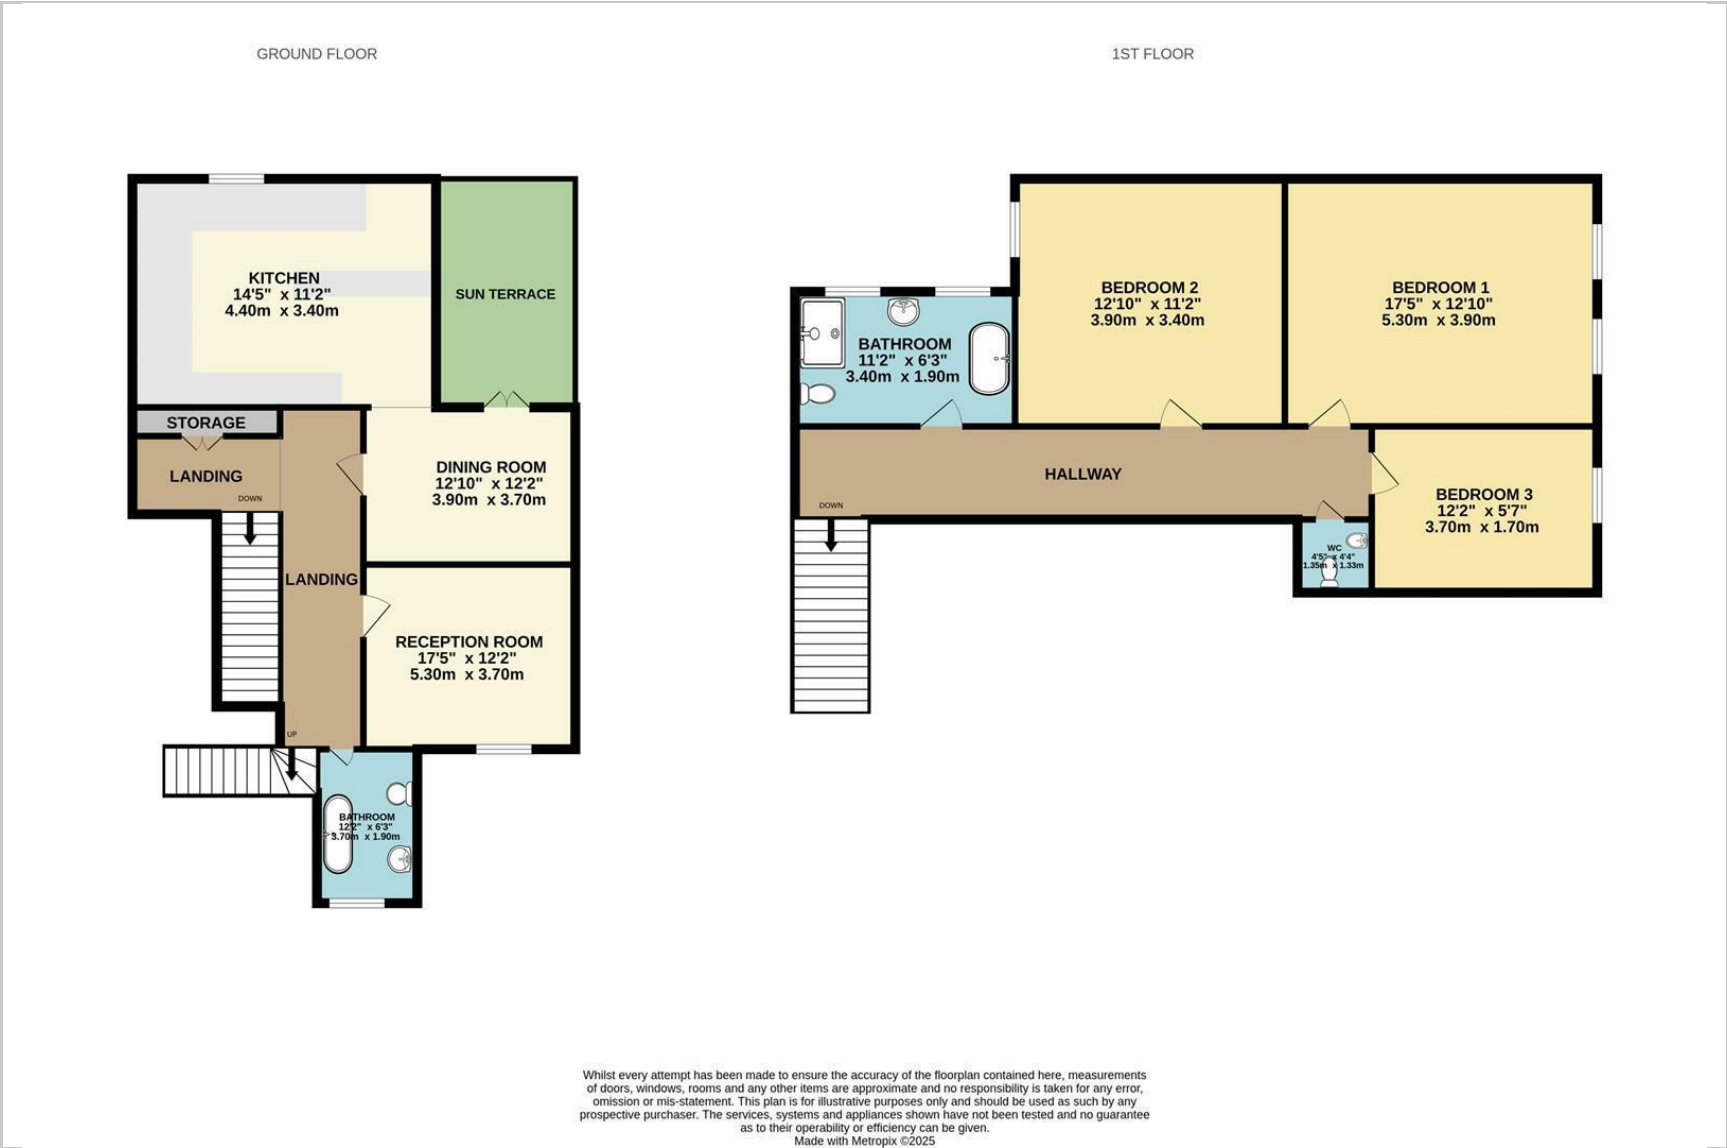 GROUND FLOOR
1ST FLOOR
KITCHEN
14'5" x 11'2"
4.40m x 3.40m
SUN TERRACE
STORAGE
LANDING
DOWN
DINING ROOM
12'10" x 12'2"
3.90m x 3.70m
LANDING
RECEPTION ROOM
17'5" x 12'2"
5.30m x 3.70m
UP
BATHROOM
12'2" x 6'3"
3.70m x 1.90m
BEDROOM 2
12'10" x 11'2"
3.90m x 3.40m
BEDROOM 1
17'5" x 12'10"
5.30m x 3.90m
BATHROOM
11'2" x 6'3"
3.40m x 1.90m
HALLWAY
DOWN
BEDROOM 3
12'2" x 5'7"
3.70m x 1.70m
WC
4'5" x 4'4"
1.35m x 1.33m
Whilst every attempt has been made to ensure the accuracy of the floorplan contained here, measurements
of doors, windows, rooms and any other items are approximate and no responsibility is taken for any error,
omission or mis-statement. This plan is for illustrative purposes only and should be used as such by any
prospective purchaser. The services, systems and appliances shown have not been tested and no guarantee
as to their operability or efficiency can be given.
Made with Metropix ©2025